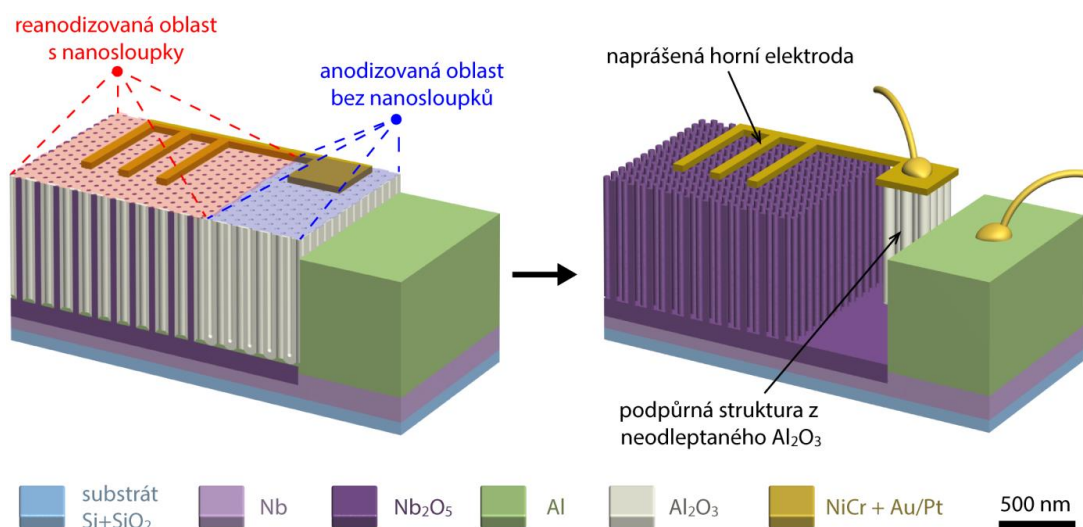 reanodizovaná oblast
s nanosloupky
anodizovaná oblast
bez nanosloupků
naprášená horní elektroda
podpůrná struktura z
neodleptaného Al₂O₃
substrát
Si+SiO₂
Nb
Nb₂O₅
Al
Al₂O₃
NiCr + Au/Pt
500 nm